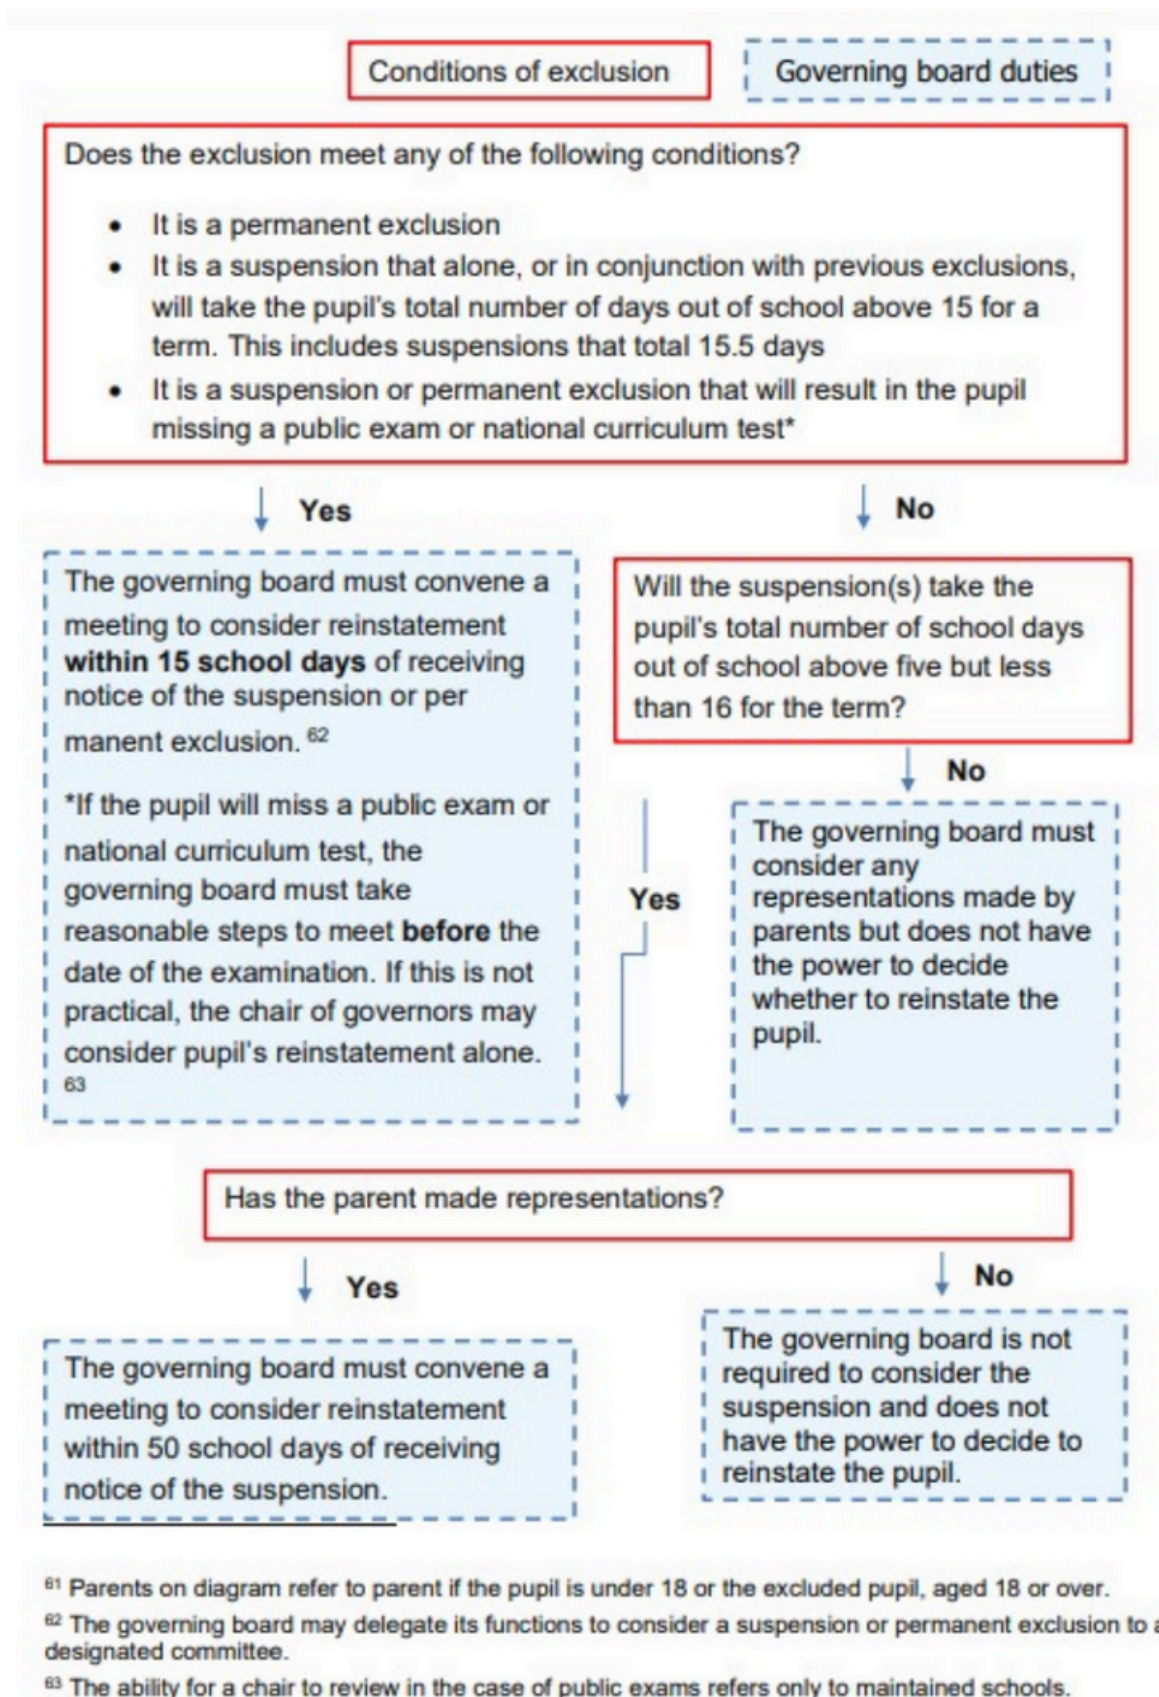 Conditions of exclusion
Governing board duties
Does the exclusion meet any of the following conditions?
• It is a permanent exclusion
• It is a suspension that alone, or in conjunction with previous exclusions,
will take the pupil's total number of days out of school above 15 for a
term. This includes suspensions that total 15.5 days
• It is a suspension or permanent exclusion that will result in the pupil
missing a public exam or national curriculum test*
Yes
No
The governing board must convene a
meeting to consider reinstatement
within 15 school days of receiving
notice of the suspension or per
manent exclusion. 62
*If the pupil will miss a public exam or
national curriculum test, the
governing board must take
reasonable steps to meet before the
date of the examination. If this is not
practical, the chair of governors may
consider pupil's reinstatement alone.
63
Will the suspension(s) take the
pupil's total number of school days
out of school above five but less
than 16 for the term?
No
Yes
The governing board must
consider any
representations made by
parents but does not have
the power to decide
whether to reinstate the
pupil.
Has the parent made representations?
Yes
No
The governing board must convene a
meeting to consider reinstatement
within 50 school days of receiving
notice of the suspension.
The governing board is not
required to consider the
suspension and does not
have the power to decide to
reinstate the pupil.
61 Parents on diagram refer to parent if the pupil is under 18 or the excluded pupil, aged 18 or over.
62 The governing board may delegate its functions to consider a suspension or permanent exclusion to a
designated committee.
63 The ability for a chair to review in the case of public exams refers only to maintained schools.